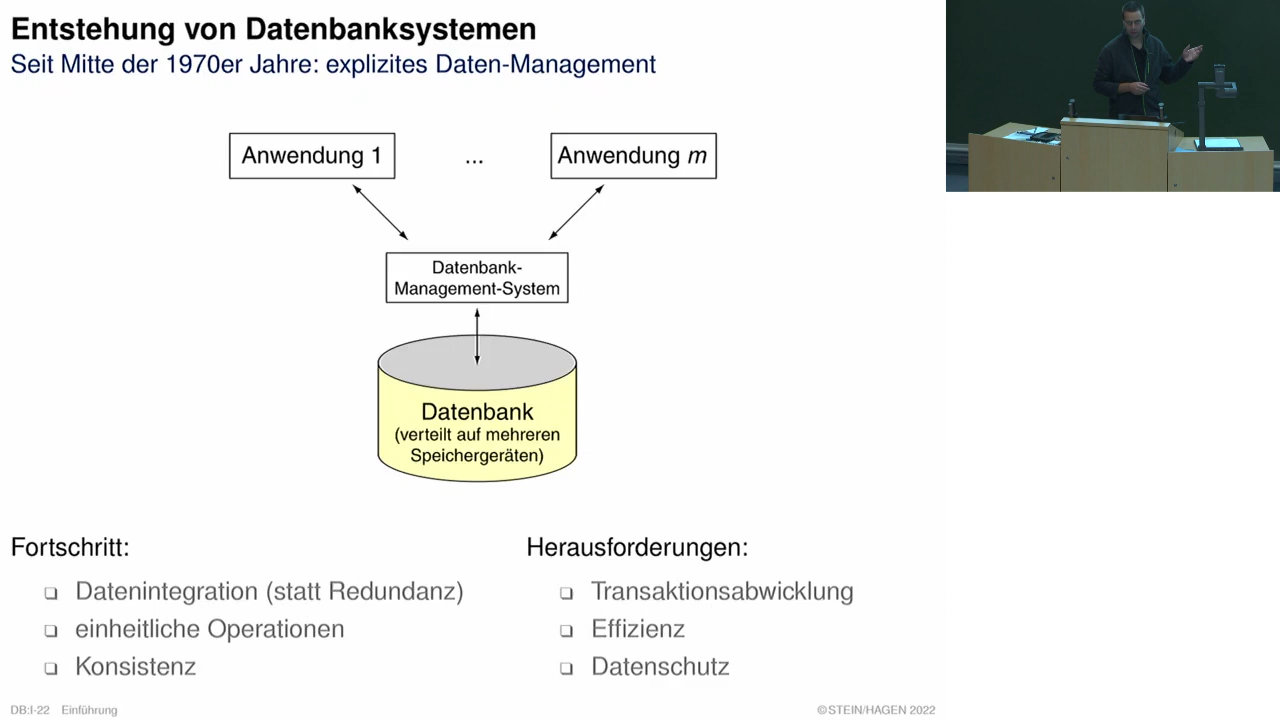 Entstehung von Datenbanksystemen
Seit Mitte der 1970er Jahre: explizites Daten-Management
Anwendung 1
...
Anwendung m
Datenbank-
Management-System
Datenbank
(verteilt auf mehreren
Speichergeräten)
Fortschritt:
❑ Datenintegration (statt Redundanz)
❑ einheitliche Operationen
❑ Konsistenz
Herausforderungen:
❑ Transaktionsabwicklung
❑ Effizienz
❑ Datenschutz
DB:I-22 Einführung
©STEIN/HAGEN 2022